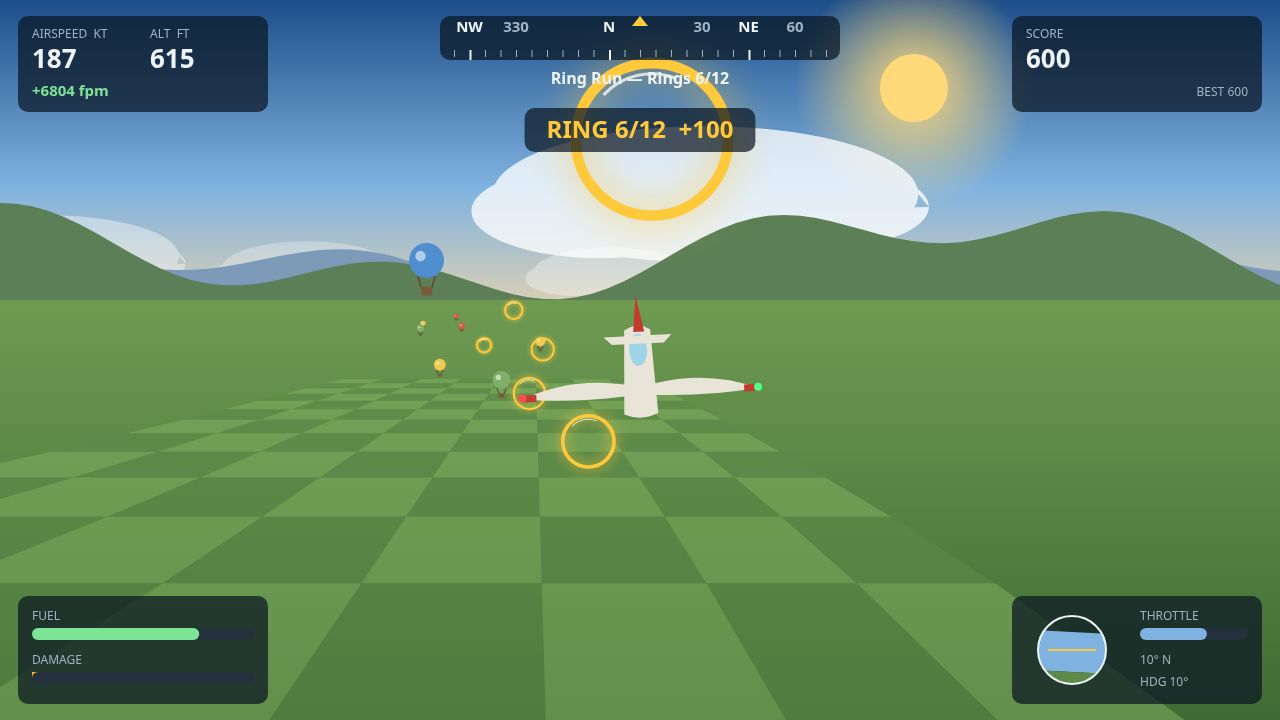 AIRSPEED KT
ALT FT
187
615
+6804 fpm
NW
330
N
30
NE
60
Ring Run — Rings 6/12
RING 6/12 +100
SCORE
600
BEST 600
FUEL
DAMAGE
THROTTLE
10° N
HDG 10°